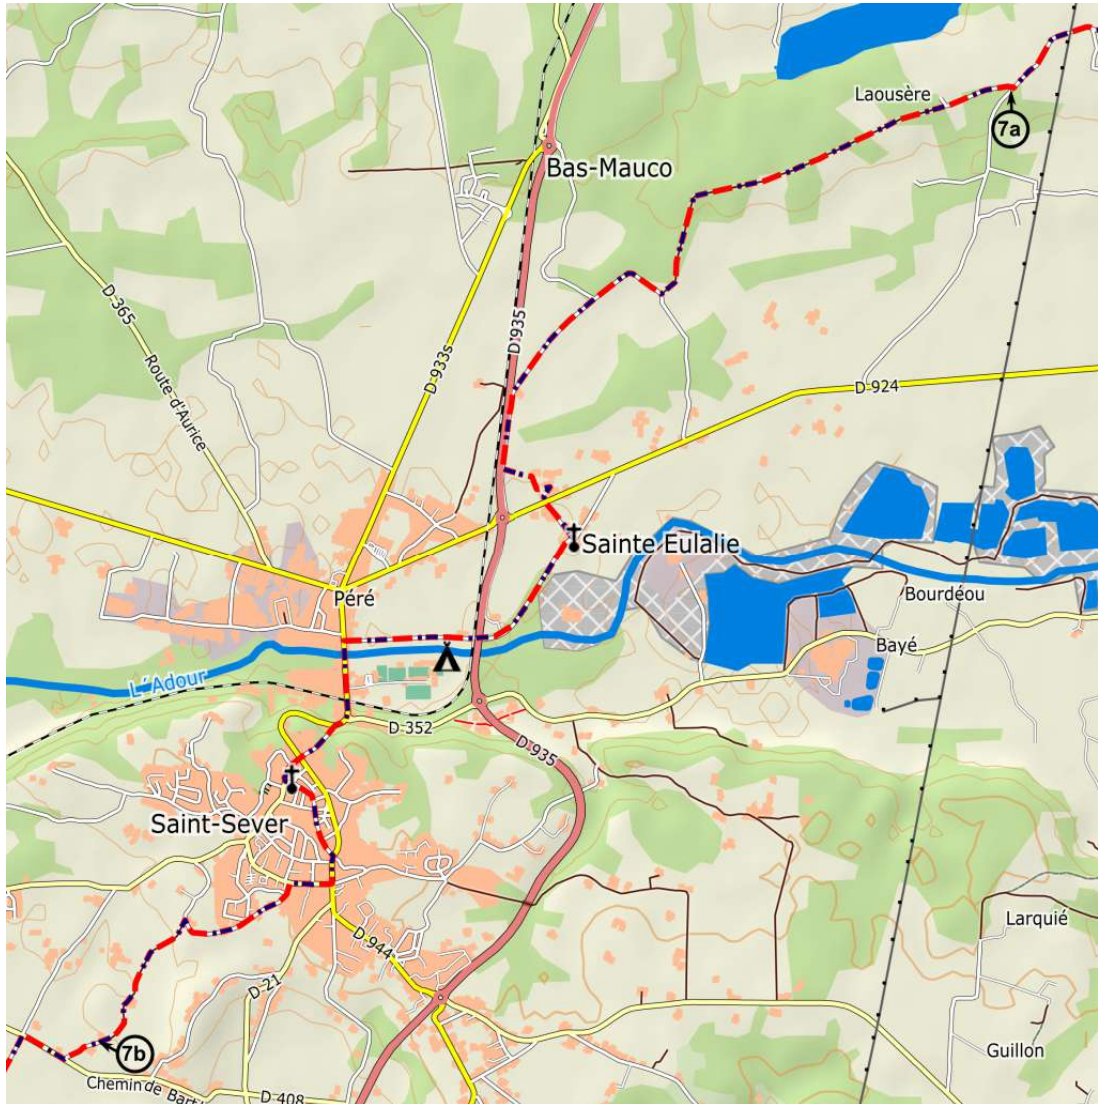 Laousère
7a
Bas-Mauco
D 365
D 935
D 933s
Route d'Aurice
D 924
Sainte Eulalie
Péré
Bourdéou
Bayé
L'Adour
D 352
D 935
Saint-Sever
Larquié
D 944
D 21
7b
Guillon
Chemin de
D 408